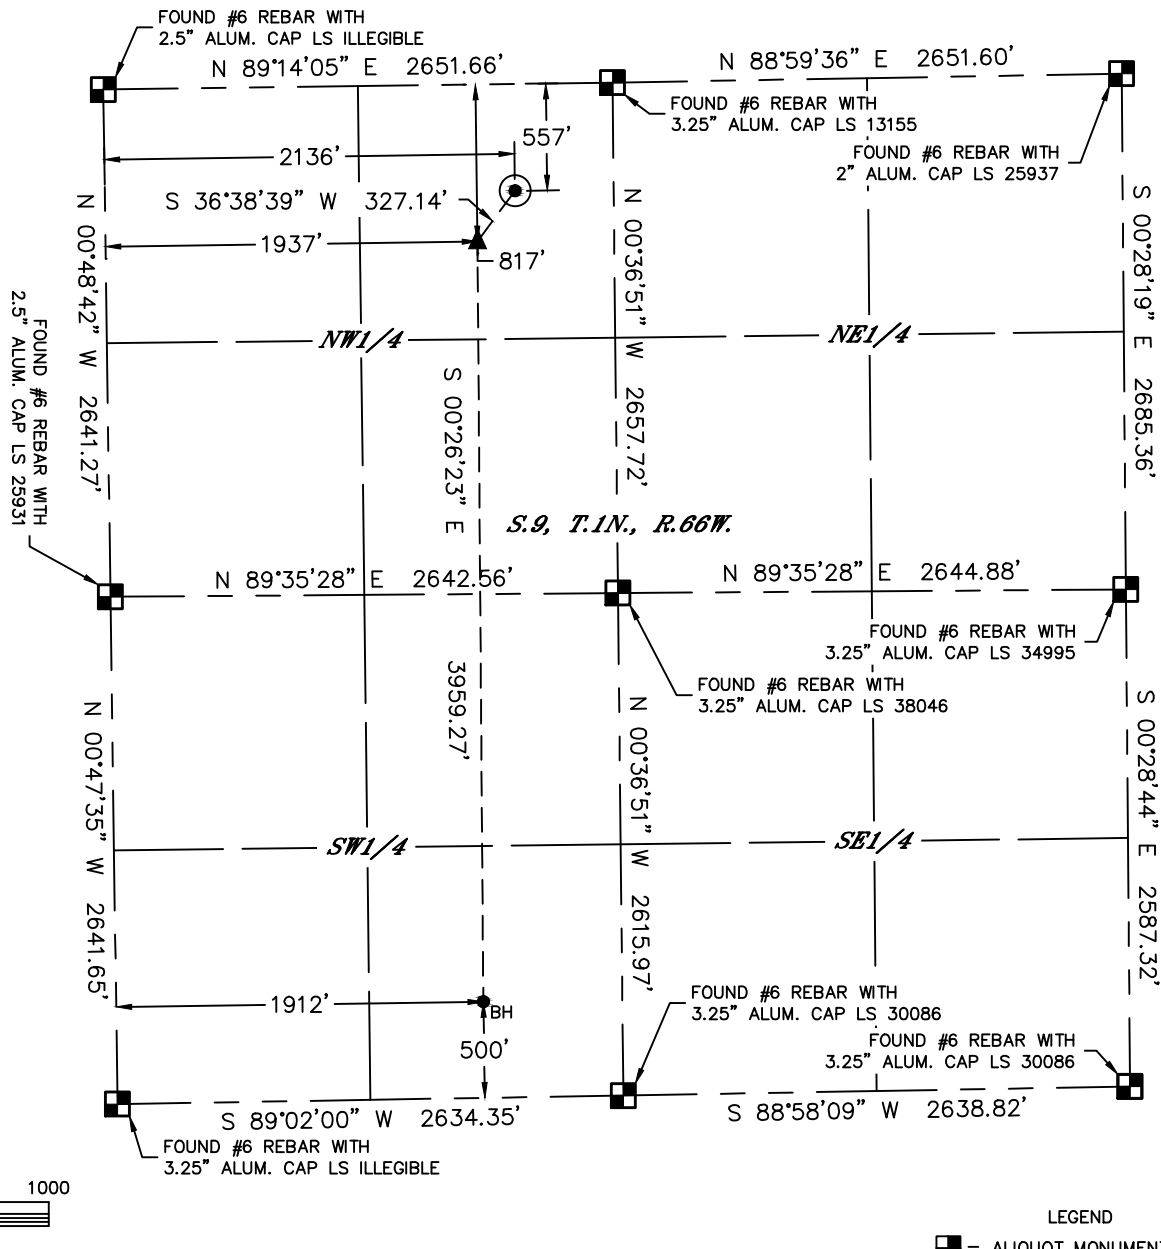 FOUND #6 REBAR WITH
2.5" ALUM. CAP LS ILLEGIBLE
N 89°14'05" E 2651.66'
N 88°59'36" E 2651.60'
FOUND #6 REBAR WITH
3.25" ALUM. CAP LS 13155
557'
FOUND #6 REBAR WITH
2" ALUM. CAP LS 25937
2136'
S 36°38'39" W 327.14'
1937'
817'
N 00°48'42" W 2641.27'
N 00°36'51" W 2657.72'
S 00°28'19" E 2685.36'
FOUND #6 REBAR WITH
2.5" ALUM. CAP LS 25931
NW1/4
NE1/4
S 00°26'23" E 3959.27'
S.9, T.1N., R.66W.
N 89°35'28" E 2642.56'
N 89°35'28" E 2644.88'
FOUND #6 REBAR WITH
3.25" ALUM. CAP LS 34995
FOUND #6 REBAR WITH
3.25" ALUM. CAP LS 38046
N 00°47'35" W 2641.65'
N 00°36'51" W 2615.97'
S 00°28'44" E 2587.32'
SW1/4
SE1/4
1912'
BH
500'
FOUND #6 REBAR WITH
3.25" ALUM. CAP LS 30086
FOUND #6 REBAR WITH
3.25" ALUM. CAP LS 30086
S 89°02'00" W 2634.35'
S 88°58'09" W 2638.82'
FOUND #6 REBAR WITH
3.25" ALUM. CAP LS ILLEGIBLE
1000
LEGEND
= ALIQUOT MONUMENT